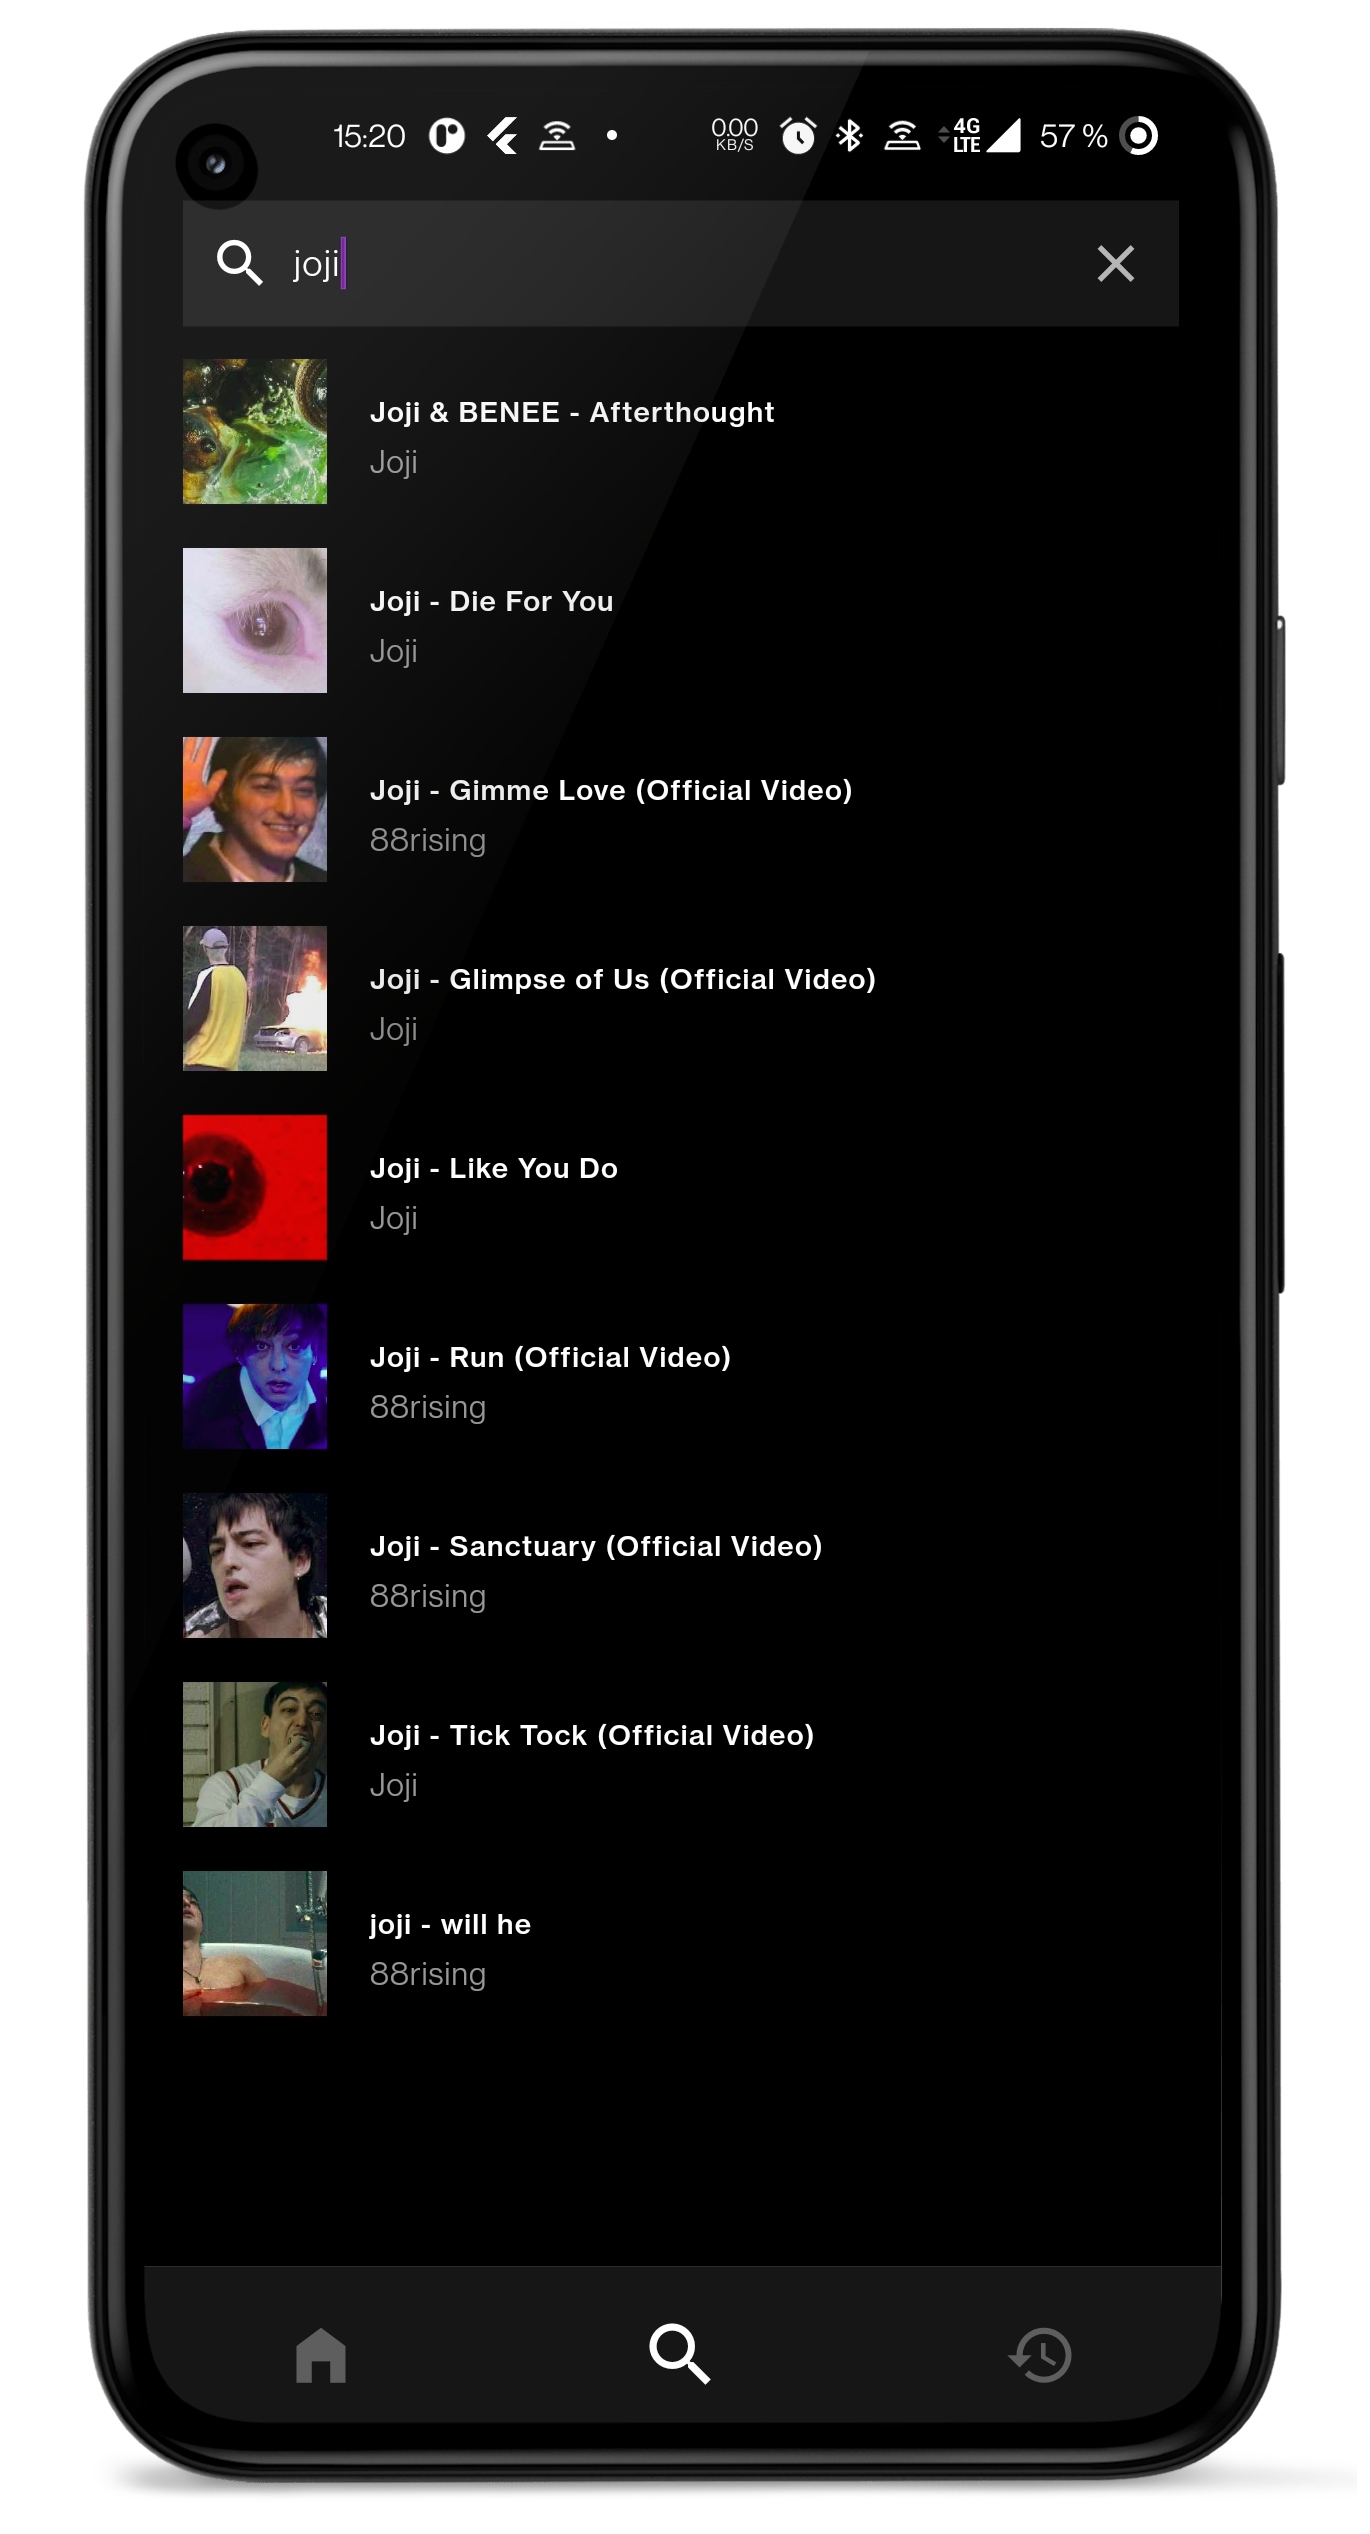 15:20
0.00
KB/S
4G
LTE
57 %
joji
Joji & BENEE - Afterthought
Joji
Joji - Die For You
Joji
Joji - Gimme Love (Official Video)
88rising
Joji - Glimpse of Us (Official Video)
Joji
Joji - Like You Do
Joji
Joji - Run (Official Video)
88rising
Joji - Sanctuary (Official Video)
88rising
Joji - Tick Tock (Official Video)
Joji
joji - will he
88rising